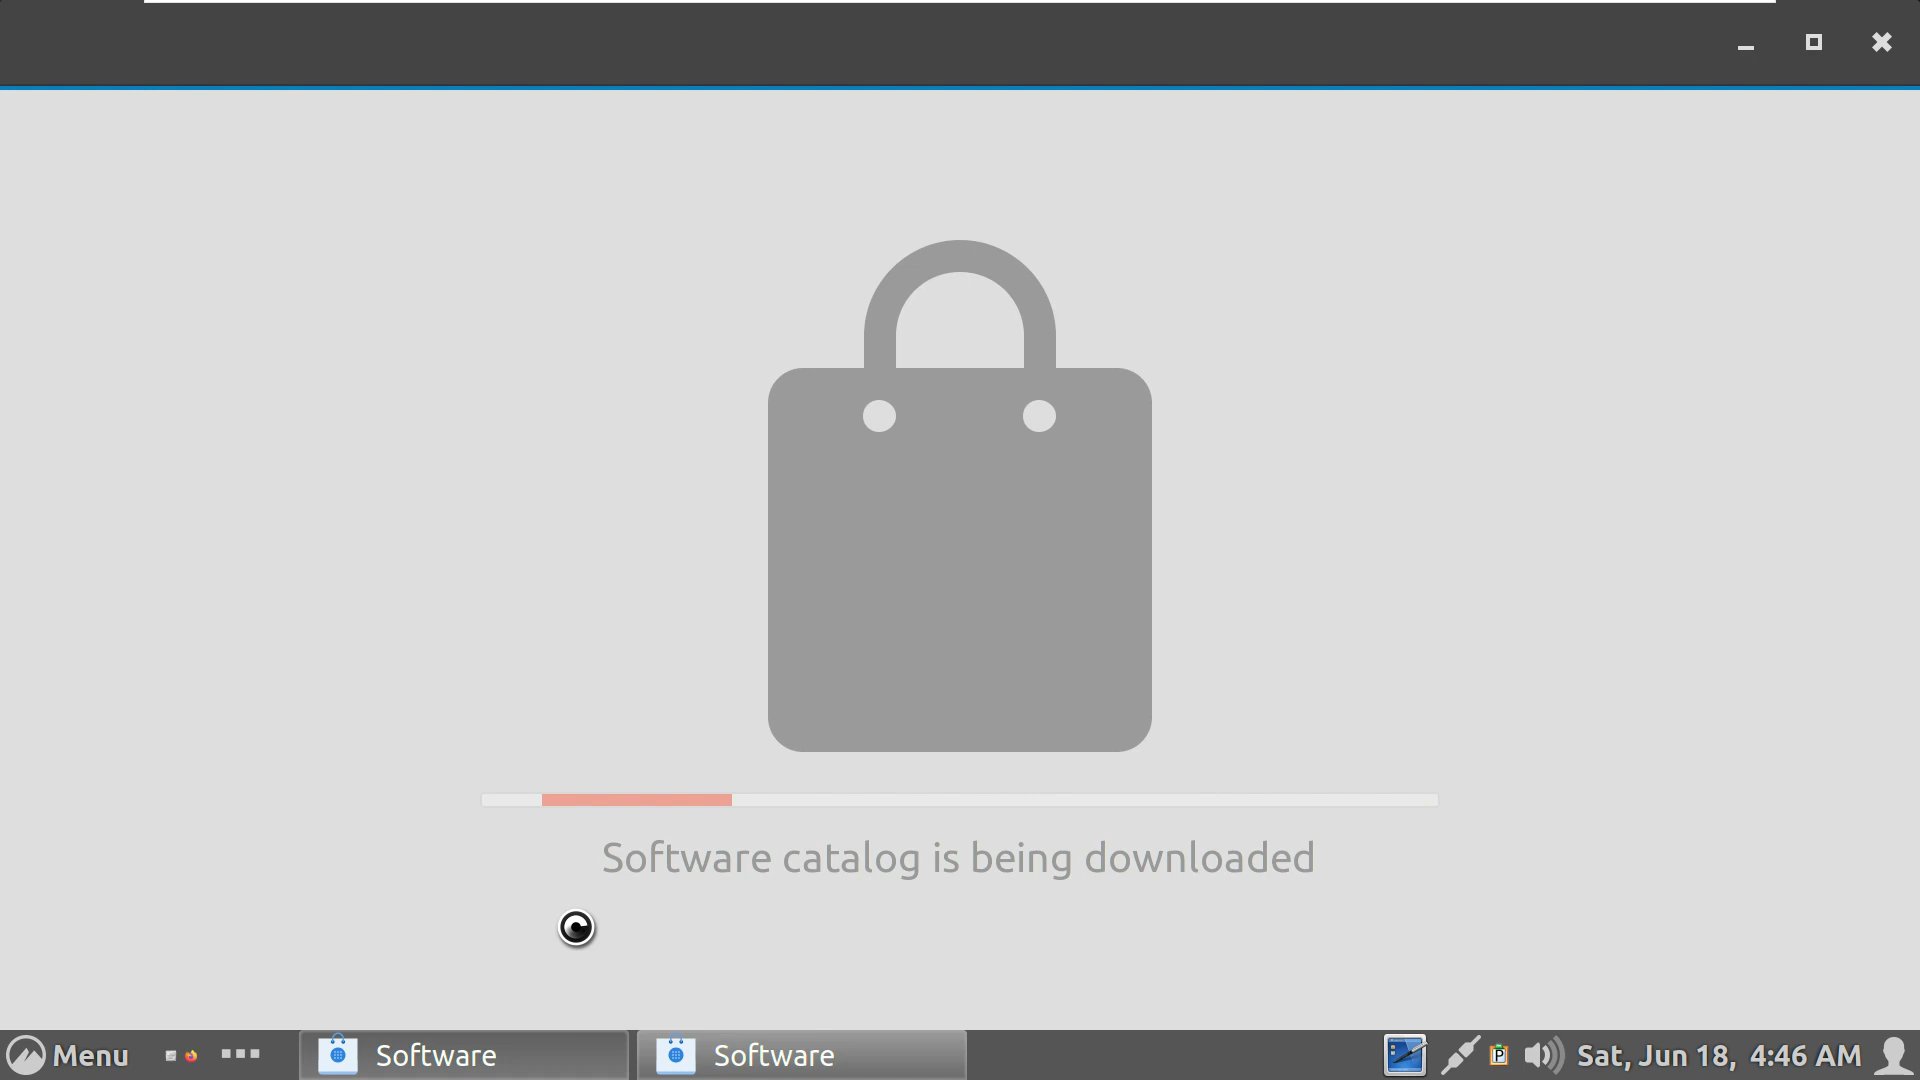 Software catalog is being downloaded
Menu
Software
Software
P
Sat, Jun 18, 4:46 AM